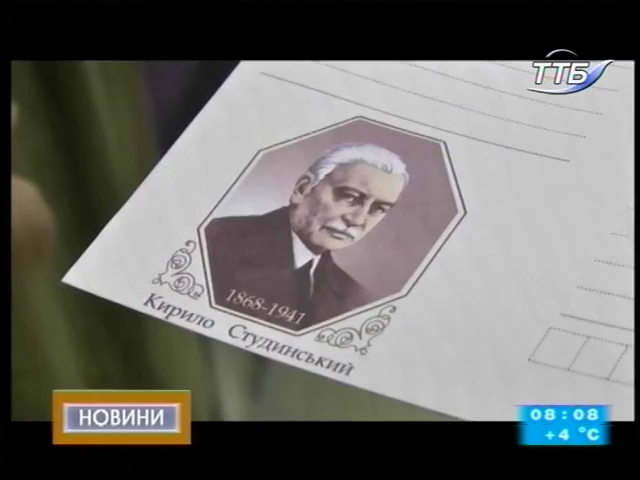 ТТБ
1868-1941
Кирило Студинський
НОВИНИ
08:08
+4 °C